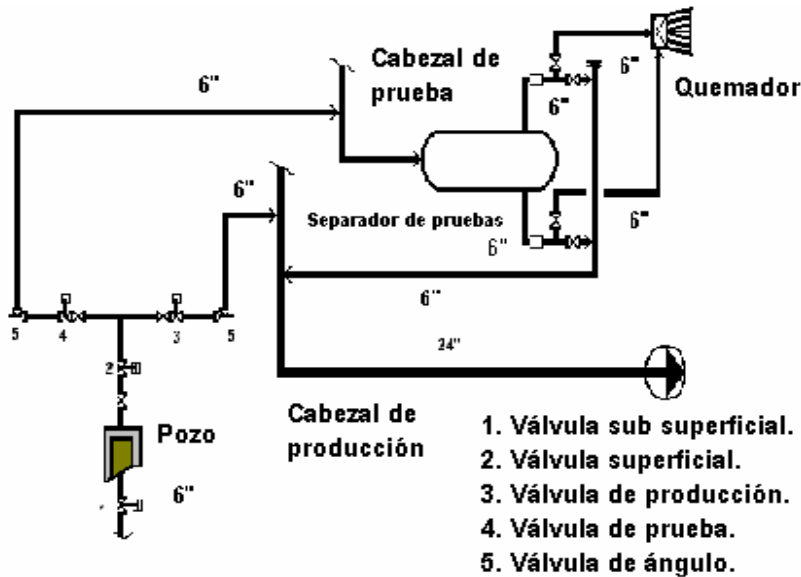 Cabezal de
prueba
6"
6"
6"
Quemador
6"
Separador de pruebas
6"
6"
6"
5
4
3
5
24"
2
Pozo
Cabezal de
producción
6"
1. Válvula sub superficial.
2. Válvula superficial.
3. Válvula de producción.
4. Válvula de prueba.
5. Válvula de ángulo.